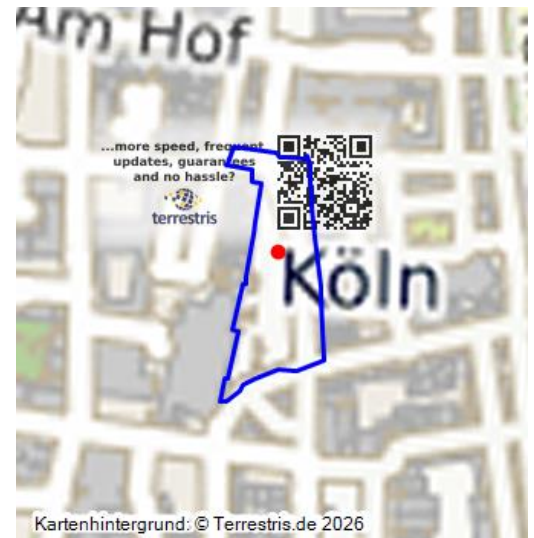 Am Hof
...more speed, frequent
updates, guarantees
and no hassle?
terrestris
Köln
Kartenhintergrund: © Terrestris.de 2026